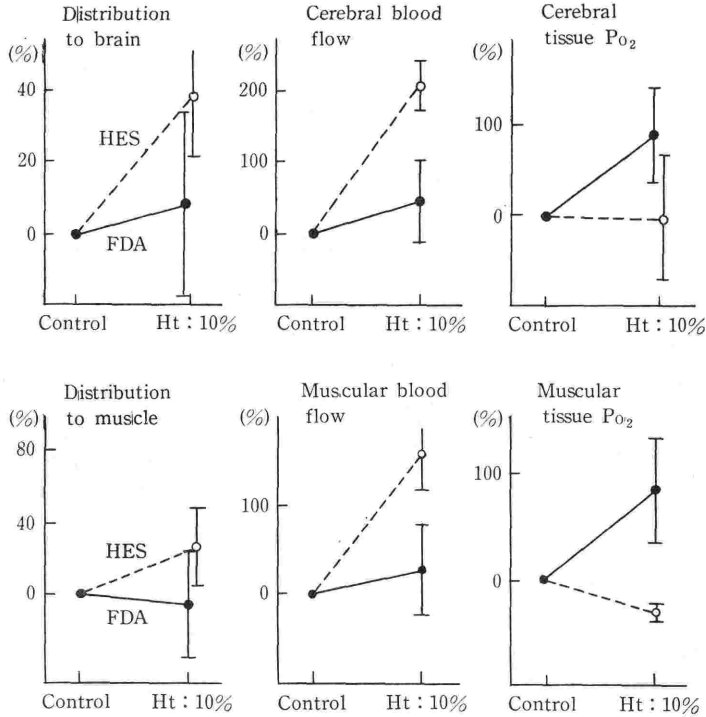 Distribution
to brain
(%)
40
20
0
HES
FDA
Control
Ht : 10%
Cerebral blood
flow
(%)
200
100
0
Control
Ht : 10%
Cerebral
tissue Po2
(%)
100
0
Control
Ht : 10%
Distribution
to muscle
(%)
80
40
0
HES
FDA
Control
Ht : 10%
Muscular blood
flow
(%)
100
0
Control
Ht : 10%
Muscular
tissue Po2
(%)
100
0
Control
Ht : 10%